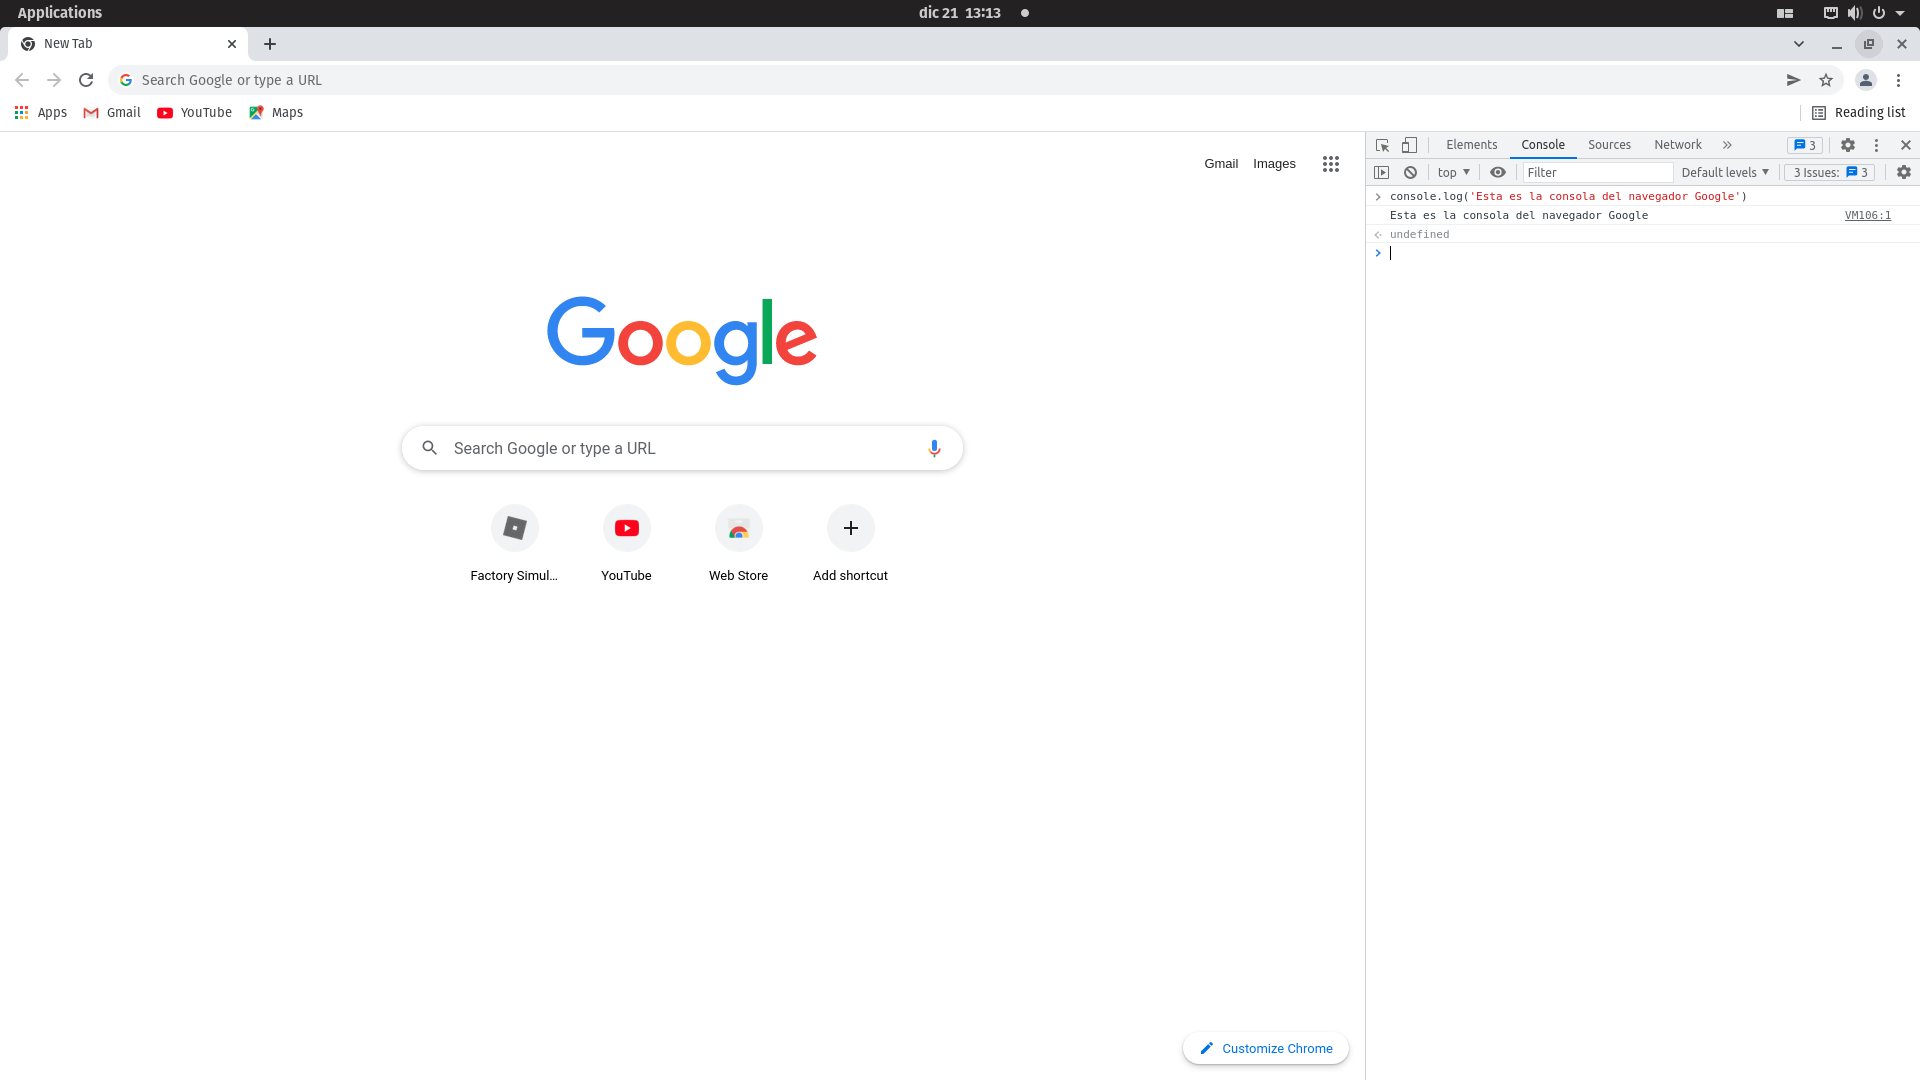 Applications
dic 21 13:13
New Tab
Search Google or type a URL
Apps
Gmail
YouTube
Maps
Reading list
Gmail
Images
Google
Search Google or type a URL
Factory Simul...
YouTube
Web Store
Add shortcut
Customize Chrome
Elements
Console
Sources
Network
3
top
Filter
Default levels
3 Issues: 3
console.log('Esta es la consola del navegador Google')
Esta es la consola del navegador Google
VM106:1
undefined